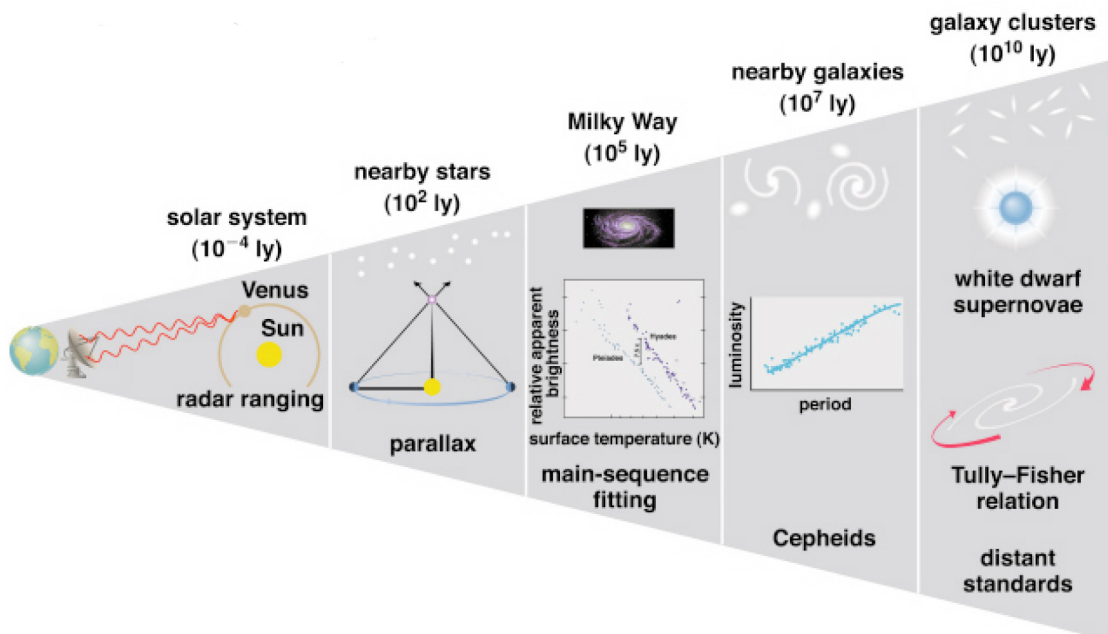 solar system
(10⁻⁴ ly)
Venus
Sun
radar ranging
nearby stars
(10² ly)
parallax
Milky Way
(10⁵ ly)
relative apparent
brightness
Hyades
Pleiades
surface temperature (K)
main-sequence
fitting
nearby galaxies
(10⁷ ly)
luminosity
period
Cepheids
galaxy clusters
(10¹⁰ ly)
white dwarf
supernovae
Tully–Fisher
relation
distant
standards